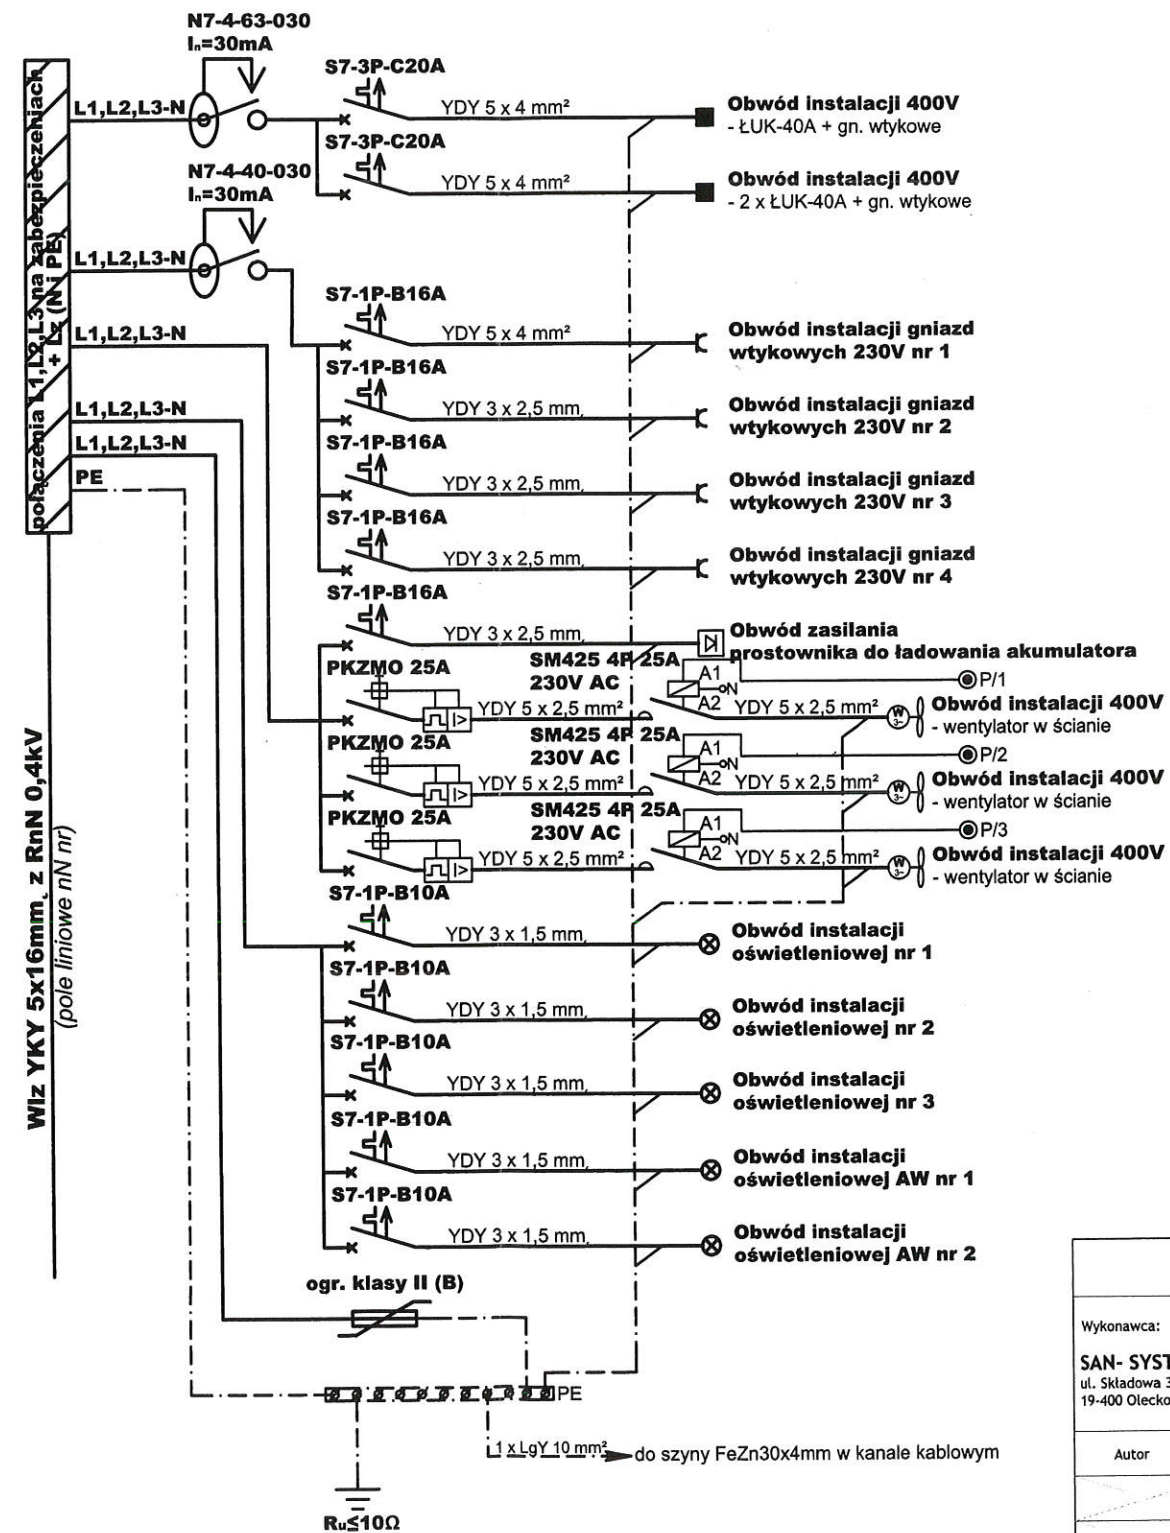 N7-4-63-030
Iₙ=30mA
S7-3P-C20A
L1,L2,L3-N
YDY 5 x 4 mm²
Obwód instalacji 400V
- ŁUK-40A + gn. wtykowe
S7-3P-C20A
YDY 5 x 4 mm²
Obwód instalacji 400V
- 2 x ŁUK-40A + gn. wtykowe
N7-4-40-030
Iₙ=30mA
L1,L2,L3-N
połączenia L1,L2,L3 na zabezpieczeniach
+ Lz (N i PE)
S7-1P-B16A
YDY 5 x 4 mm²
Obwód instalacji gniazd
wtykowych 230V nr 1
L1,L2,L3-N
S7-1P-B16A
YDY 3 x 2,5 mm,
Obwód instalacji gniazd
wtykowych 230V nr 2
L1,L2,L3-N
S7-1P-B16A
YDY 3 x 2,5 mm,
Obwód instalacji gniazd
wtykowych 230V nr 3
L1,L2,L3-N
PE
S7-1P-B16A
YDY 3 x 2,5 mm,
Obwód instalacji gniazd
wtykowych 230V nr 4
S7-1P-B16A
YDY 3 x 2,5 mm,
Obwód zasilania
prostownika do ładowania akumulatora
PKZMO 25A
I>
YDY 5 x 2,5 mm²
SM425 4P 25A
230V AC
A1
N
A2
P/1
YDY 5 x 2,5 mm²
W
3~
Obwód instalacji 400V
- wentylator w ścianie
PKZMO 25A
I>
YDY 5 x 2,5 mm²
SM425 4P 25A
230V AC
A1
N
A2
P/2
YDY 5 x 2,5 mm²
W
3~
Obwód instalacji 400V
- wentylator w ścianie
PKZMO 25A
I>
YDY 5 x 2,5 mm²
SM425 4P 25A
230V AC
A1
N
A2
P/3
YDY 5 x 2,5 mm²
W
3~
Obwód instalacji 400V
- wentylator w ścianie
Wlz YKY 5x16mm, z RnN 0,4kV
(pole liniowe nN nr)
S7-1P-B10A
YDY 3 x 1,5 mm,
Obwód instalacji
oświetleniowej nr 1
S7-1P-B10A
YDY 3 x 1,5 mm,
Obwód instalacji
oświetleniowej nr 2
S7-1P-B10A
YDY 3 x 1,5 mm,
Obwód instalacji
oświetleniowej nr 3
S7-1P-B10A
YDY 3 x 1,5 mm,
Obwód instalacji
oświetleniowej AW nr 1
S7-1P-B10A
YDY 3 x 1,5 mm,
Obwód instalacji
oświetleniowej AW nr 2
ogr. klasy II (B)
PE
1 x LgY 10 mm²
do szyny FeZn30x4mm w kanale kablowym
Rᵤ≤10Ω
Wykonawca:
SAN- SYST
ul. Składowa 3
19-400 Olecko
Autor